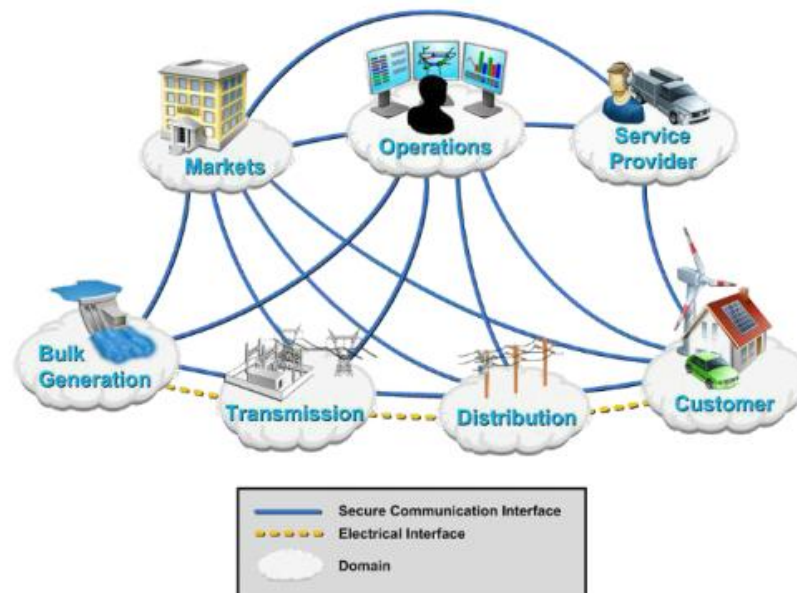 Markets
Operations
Service
Provider
Bulk
Generation
Transmission
Distribution
Customer
Secure Communication Interface
Electrical Interface
Domain